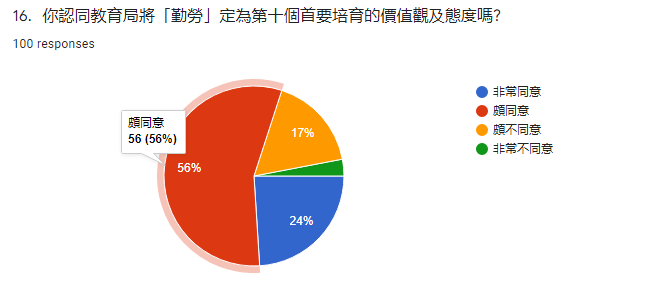 16. 你認同教育局將「勤勞」定為第十個首要培育的價值觀及態度嗎?
100 responses
頗同意
56 (56%)
56%
17%
24%
非常同意
頗同意
頗不同意
非常不同意